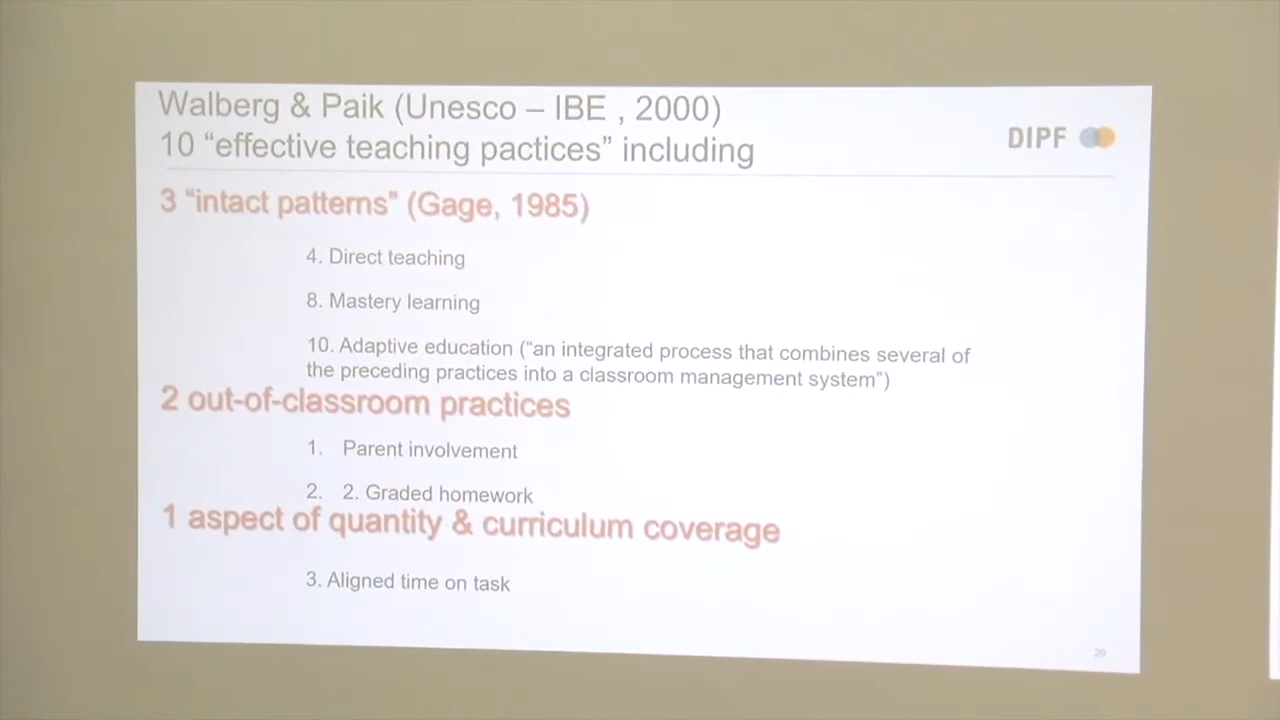 Walberg & Paik (Unesco – IBE , 2000)
10 “effective teaching pactices” including
DIPF
3 “intact patterns” (Gage, 1985)
4. Direct teaching
8. Mastery learning
10. Adaptive education (“an integrated process that combines several of
the preceding practices into a classroom management system”)
2 out-of-classroom practices
1. Parent involvement
2. 2. Graded homework
1 aspect of quantity & curriculum coverage
3. Aligned time on task
29